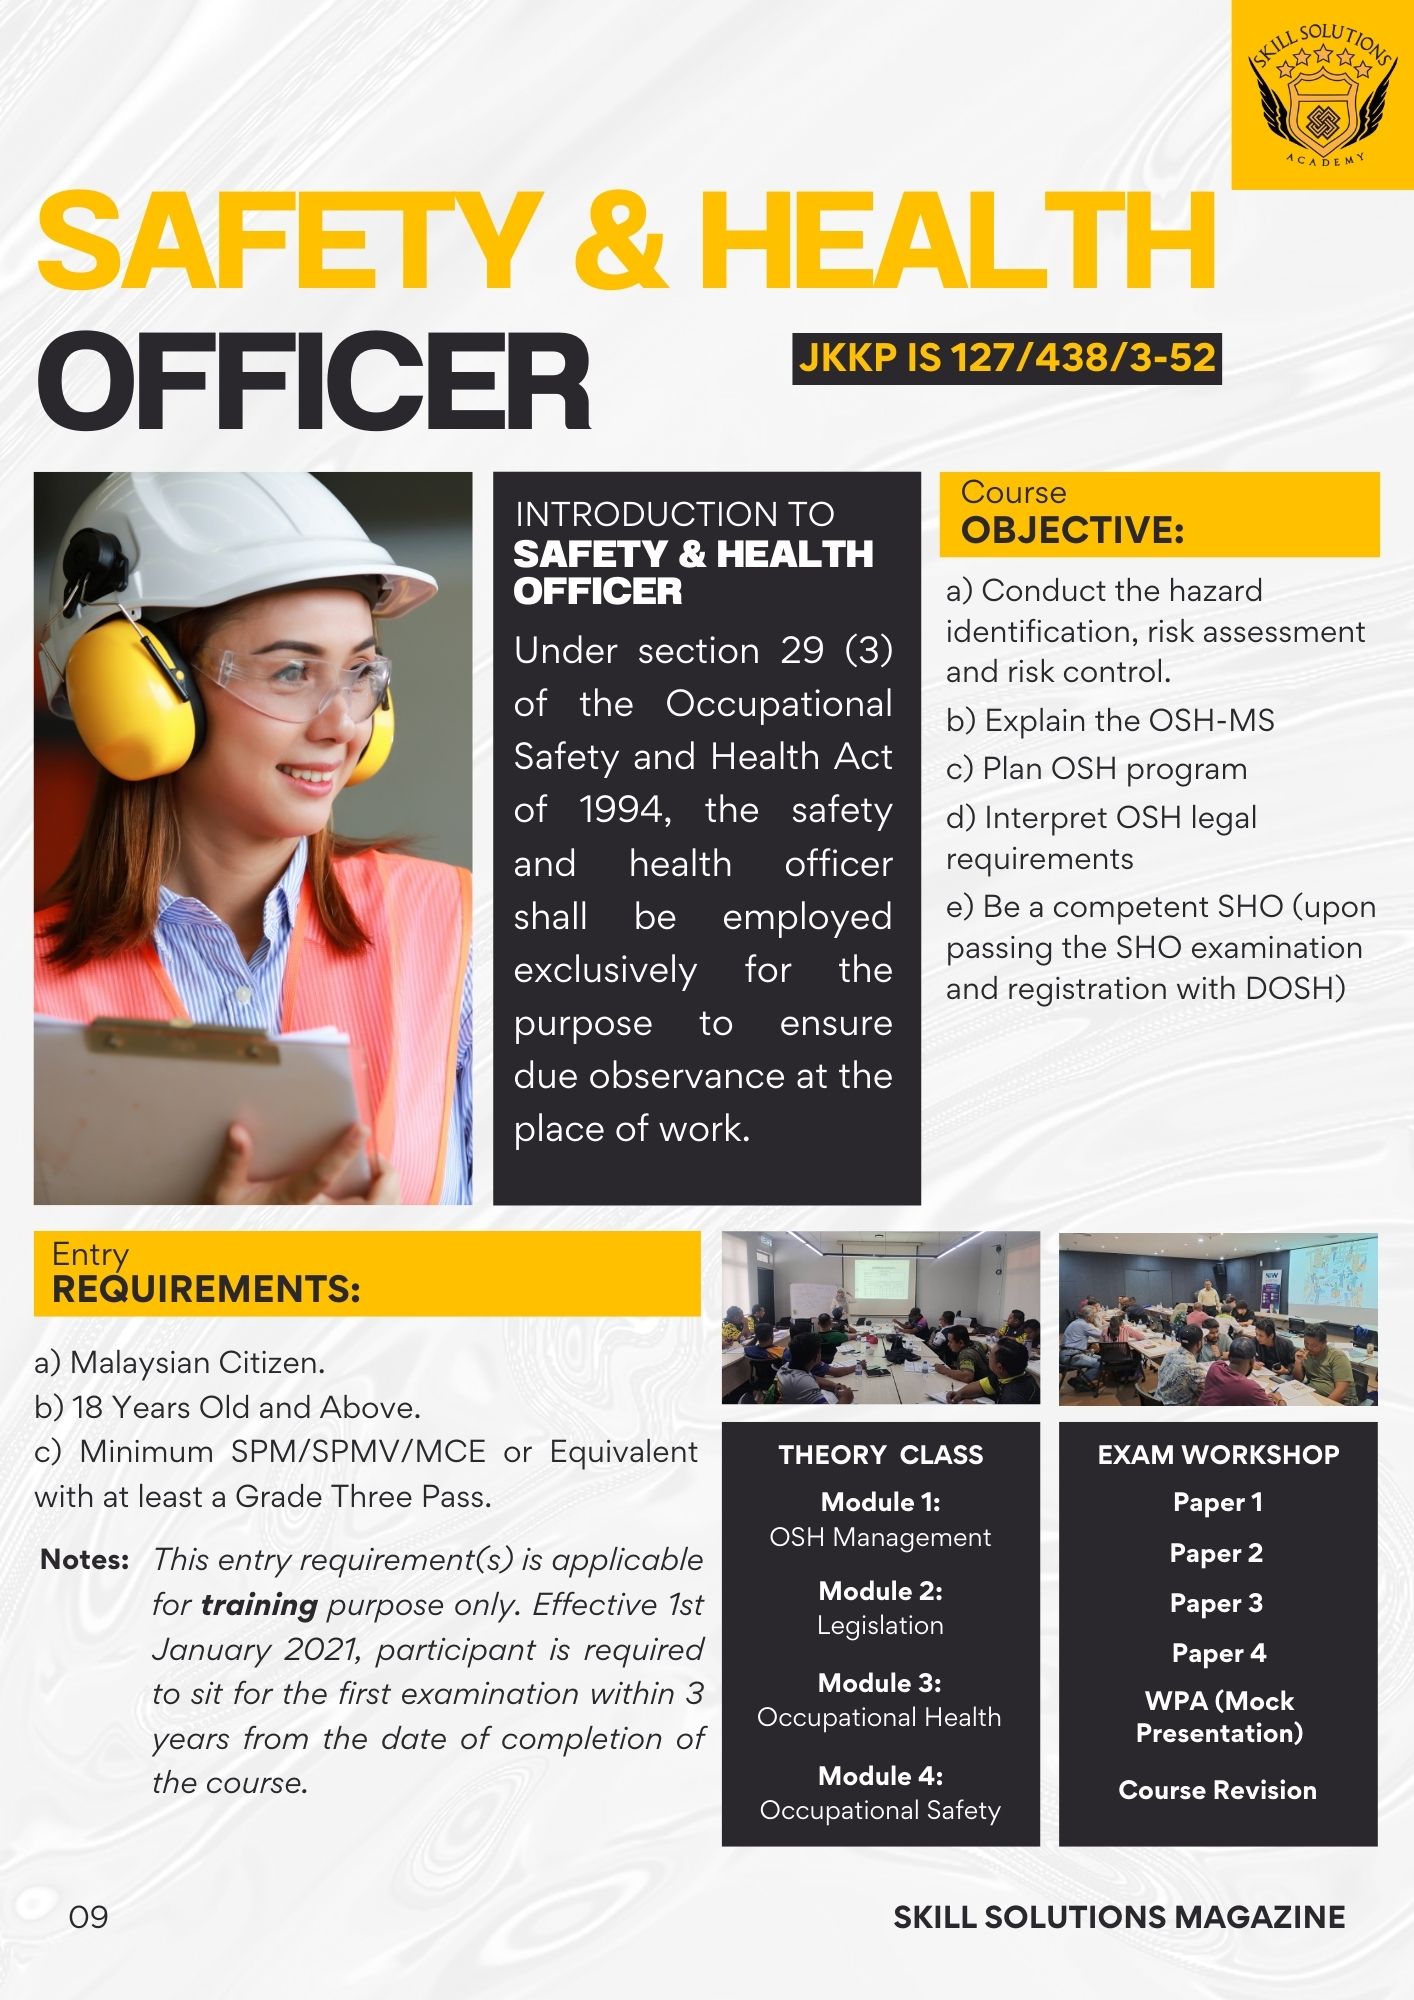 SKILL SOLUTIONS
ACADEMY
SAFETY & HEALTH
OFFICER
JKKP IS 127/438/3-52
INTRODUCTION TO
SAFETY & HEALTH
OFFICER
Under section 29 (3)
of the Occupational
Safety and Health Act
of 1994, the safety
and health officer
shall be employed
exclusively for the
purpose to ensure
due observance at the
place of work.
Course
OBJECTIVE:
a) Conduct the hazard
identification, risk assessment
and risk control.
b) Explain the OSH-MS
c) Plan OSH program
d) Interpret OSH legal
requirements
e) Be a competent SHO (upon
passing the SHO examination
and registration with DOSH)
Entry
REQUIREMENTS:
a) Malaysian Citizen.
b) 18 Years Old and Above.
c) Minimum SPM/SPMV/MCE or Equivalent
with at least a Grade Three Pass.
Notes: This entry requirement(s) is applicable
for training purpose only. Effective 1st
January 2021, participant is required
to sit for the first examination within 3
years from the date of completion of
the course.
THEORY CLASS
Module 1:
OSH Management
Module 2:
Legislation
Module 3:
Occupational Health
Module 4:
Occupational Safety
EXAM WORKSHOP
Paper 1
Paper 2
Paper 3
Paper 4
WPA (Mock
Presentation)
Course Revision
09
SKILL SOLUTIONS MAGAZINE